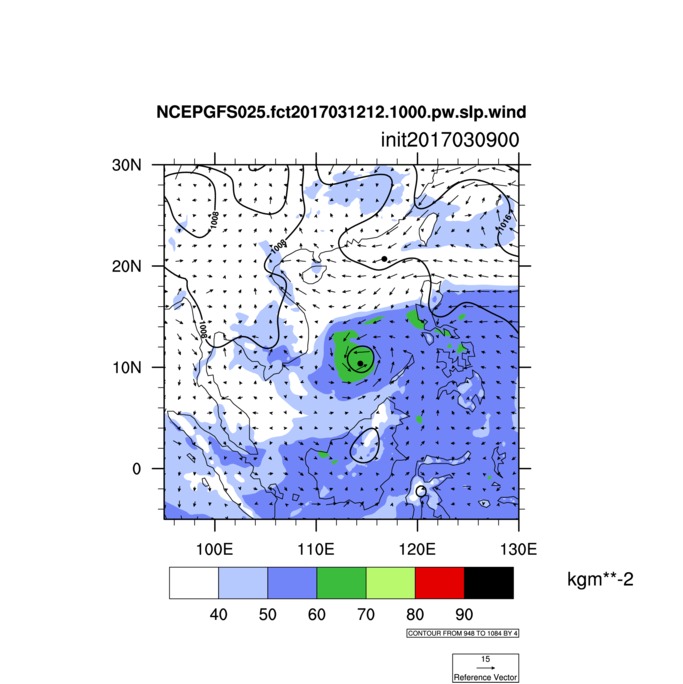 NCEPGFS025.fct2017031212.1000.pw.slp.wind
init2017030900
30N
20N
10N
0
1008
1008
1008
1016
100E 110E 120E 130E
kgm**-2
40 50 60 70 80 90
CONTOUR FROM 948 TO 1084 BY 4
15
Reference Vector